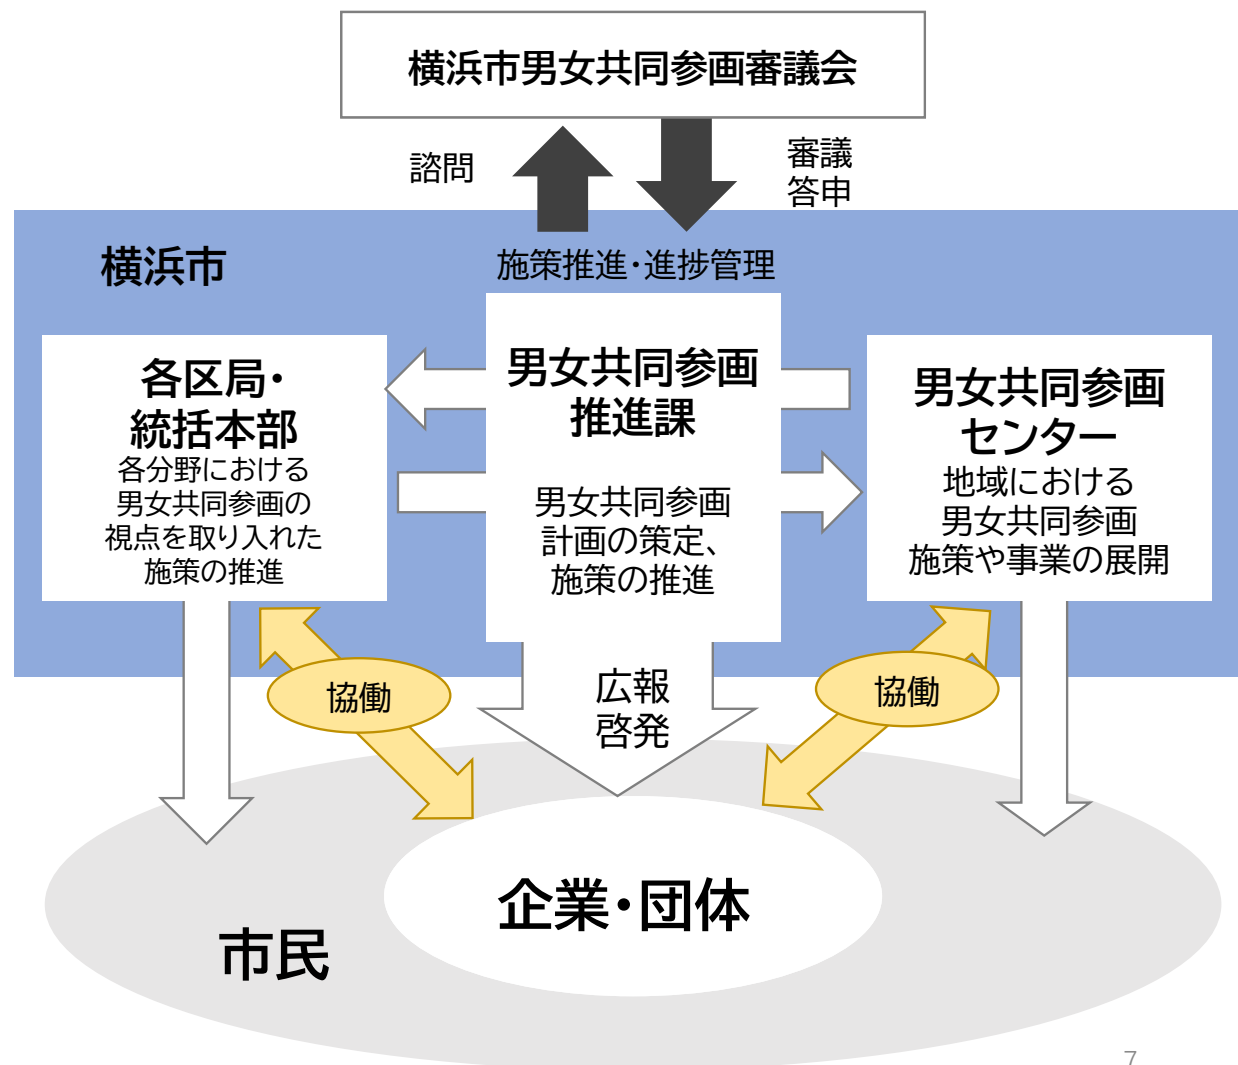 横浜市男女共同参画審議会
諮問
審議
答申
横浜市
施策推進・進捗管理
各区局・
統括本部
各分野における
男女共同参画の
視点を取り入れた
施策の推進
男女共同参画
推進課
男女共同参画
計画の策定、
施策の推進
男女共同参画
センター
地域における
男女共同参画
施策や事業の展開
協働
広報
啓発
協働
企業・団体
市民
7